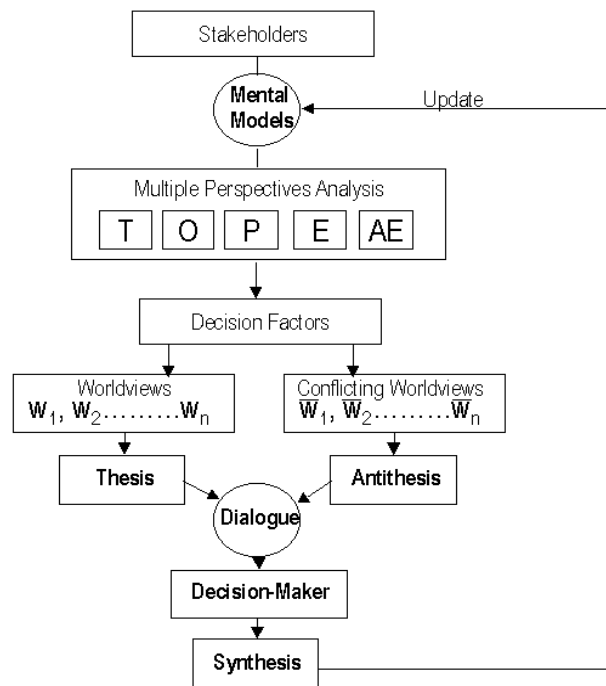 Stakeholders
Mental
Models
Update
Multiple Perspectives Analysis
T O P E AE
Decision Factors
Worldviews
W₁, W₂.........Wₙ
Conflicting Worldviews
W̅₁, W̅₂.........W̅ₙ
Thesis
Antithesis
Dialogue
Decision-Maker
Synthesis